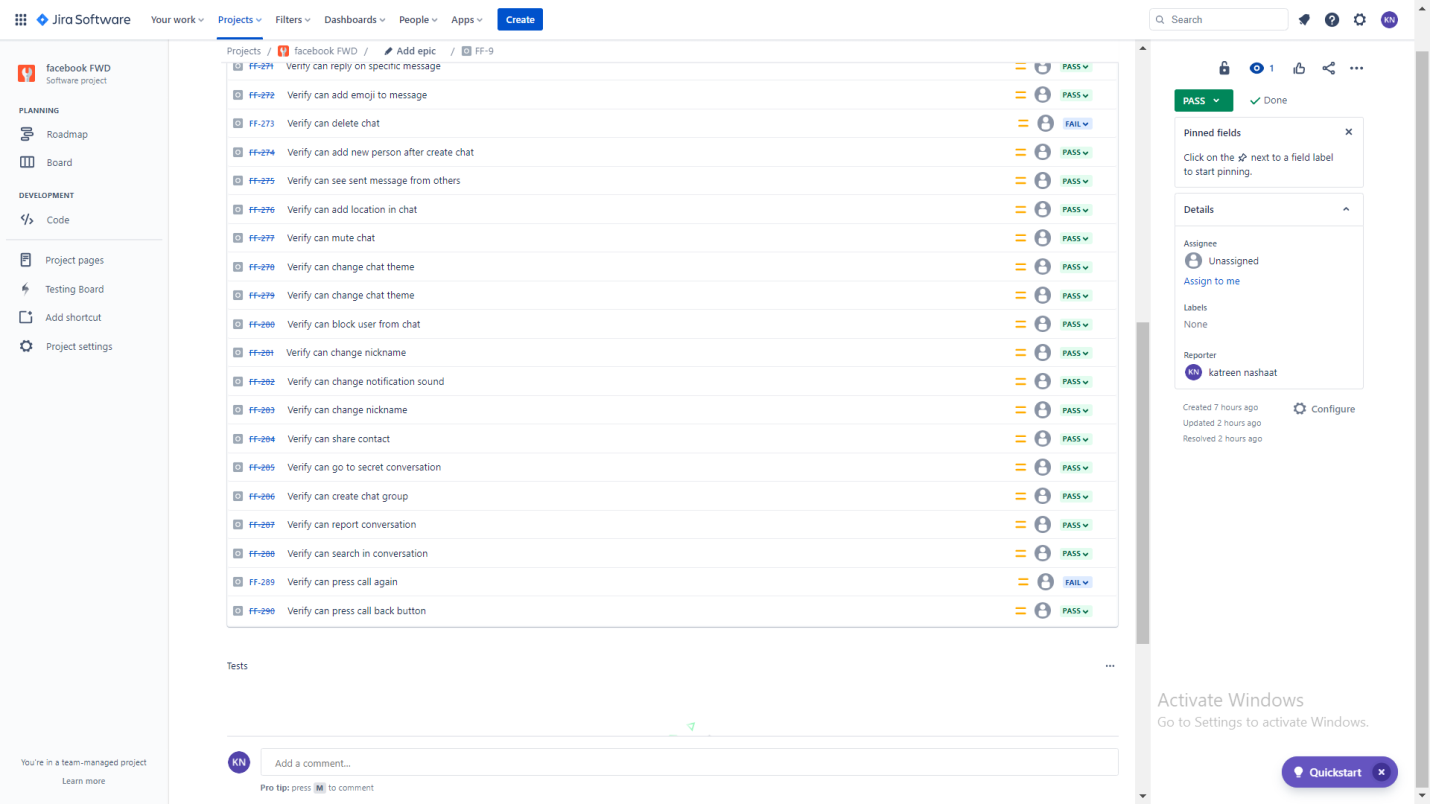 Jira Software
Your work
Projects
Filters
Dashboards
People
Apps
Create
Search
KN
facebook FWD
Software project
PLANNING
Roadmap
Board
DEVELOPMENT
Code
Project pages
Testing Board
Add shortcut
Project settings
You're in a team-managed project
Learn more
Projects / facebook FWD / Add epic / FF-9
FF-271 Verify can reply on specific message PASS
FF-272 Verify can add emoji to message PASS
FF-273 Verify can delete chat FAIL
FF-274 Verify can add new person after create chat PASS
FF-275 Verify can see sent message from others PASS
FF-276 Verify can add location in chat PASS
FF-277 Verify can mute chat PASS
FF-278 Verify can change chat theme PASS
FF-279 Verify can change chat theme PASS
FF-280 Verify can block user from chat PASS
FF-281 Verify can change nickname PASS
FF-282 Verify can change notification sound PASS
FF-283 Verify can change nickname PASS
FF-284 Verify can share contact PASS
FF-285 Verify can go to secret conversation PASS
FF-286 Verify can create chat group PASS
FF-287 Verify can report conversation PASS
FF-288 Verify can search in conversation PASS
FF-289 Verify can press call again FAIL
FF-290 Verify can press call back button PASS
Tests
KN
Add a comment...
Pro tip: press M to comment
1
PASS
Done
Pinned fields
Click on the next to a field label
to start pinning.
Details
Assignee
Unassigned
Assign to me
Labels
None
Reporter
KN katreen nashaat
Created 7 hours ago
Configure
Updated 2 hours ago
Resolved 2 hours ago
Activate Windows
Go to Settings to activate Windows.
Quickstart